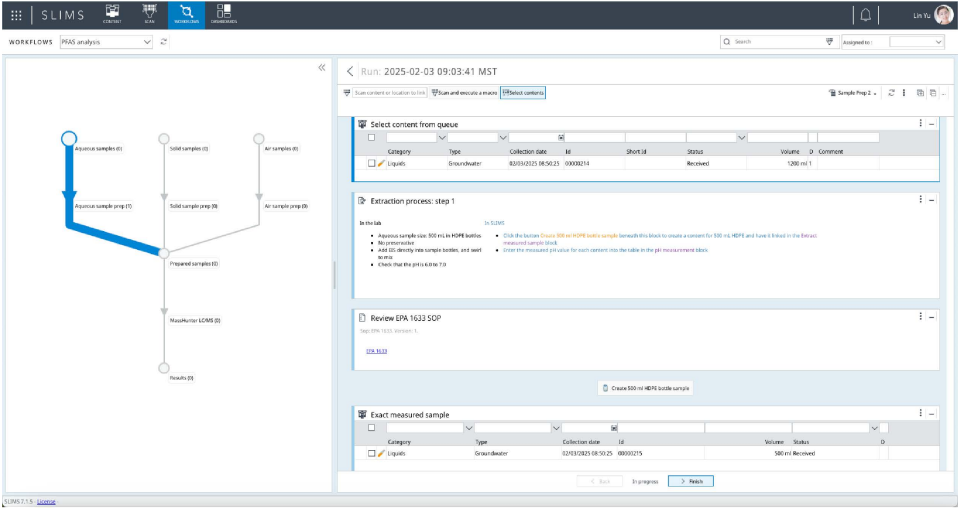 SLIMS
CONTENT
SCAN
WORKFLOWS
DASHBOARDS
Lin Yu
WORKFLOWS
PFAS analysis
Search
Assigned to :
Run: 2025-02-03 09:03:41 MST
Scan content or location to link
Scan and execute a macro
Select contents
Sample Prep 2
Aqueous samples (0)
Solid samples (0)
Air samples (0)
Aqueous sample prep (1)
Solid sample prep (0)
Air sample prep (0)
Prepared samples (0)
MassHunter LC/MS (0)
Results (0)
Select content from queue
Category Type Collection date Id Short Id Status Volume D Comment
Liquids Groundwater 02/03/2025 08:50:25 00000214 Received 1200 ml 1
Extraction process: step 1
In the lab
Aqueous sample size: 500 mL in HDPE bottles
No preservative
Add EIS directly into sample bottles, and swirl
to mix
Check that the pH is 6.0 to 7.0
In SLIMS
Click the button Create 500 ml HDPE bottle sample beneath this block to create a content for 500 mL HDPE and have it linked in the Extract
measured sample block
Enter the measured pH value for each content into the table in the pH measurement block
Review EPA 1633 SOP
Sop: EPA 1633. Version: 1.
EPA 1633
Create 500 ml HDPE bottle sample
Exact measured sample
Category Type Collection date Id Volume Status D
Liquids Groundwater 02/03/2025 08:50:25 00000215 500 ml Received
Back
In progress
Finish
SLIMS 7.1.5 - License